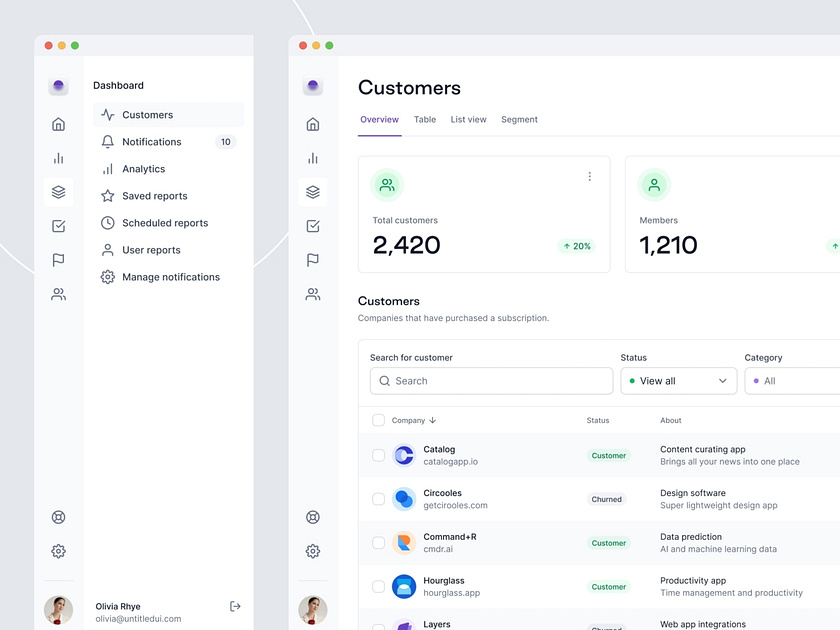 Dashboard
Customers
Notifications 10
Analytics
Saved reports
Scheduled reports
User reports
Manage notifications
Olivia Rhye
olivia@untitledui.com
Customers
Overview Table List view Segment
Total customers
2,420
20%
Members
1,210
Customers
Companies that have purchased a subscription.
Search for customer Status Category
Search View all All
Company Status About
Catalog
catalogapp.io
Customer
Content curating app
Brings all your news into one place
Circooles
getcirooles.com
Churned
Design software
Super lightweight design app
Command+R
cmdr.ai
Customer
Data prediction
AI and machine learning data
Hourglass
hourglass.app
Customer
Productivity app
Time management and productivity
Layers
Churned
Web app integrations